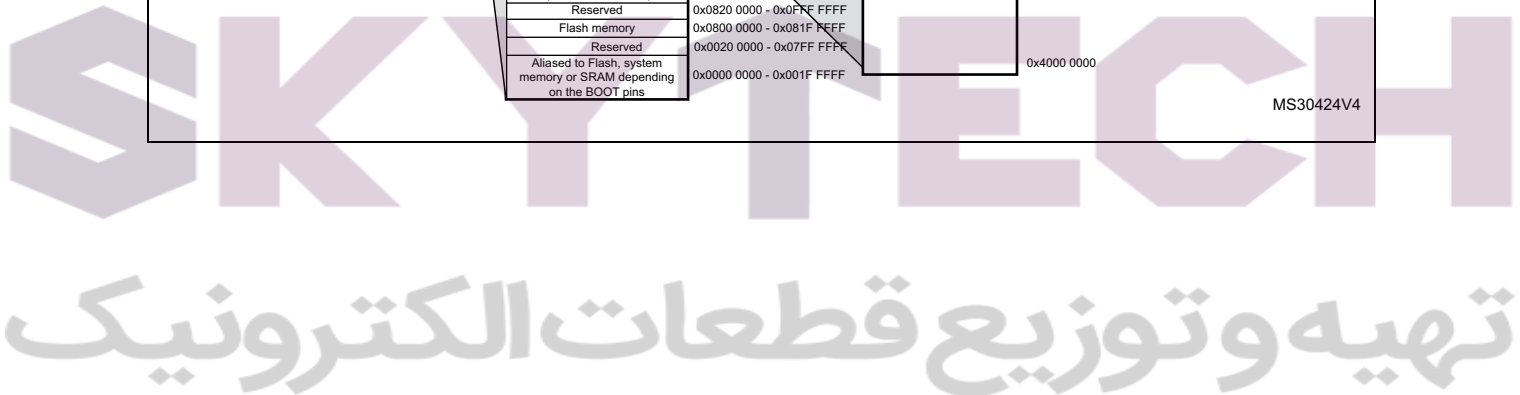 Reserved 0x0820 0000 - 0x0FFF FFFF
Flash memory 0x0800 0000 - 0x081F FFFF
Reserved 0x0020 0000 - 0x07FF FFFF
Aliased to Flash, system
memory or SRAM depending
on the BOOT pins
0x0000 0000 - 0x001F FFFF
0x4000 0000
MS30424V4
SKYTECH
تهیه و توزیع قطعات الکترونیک